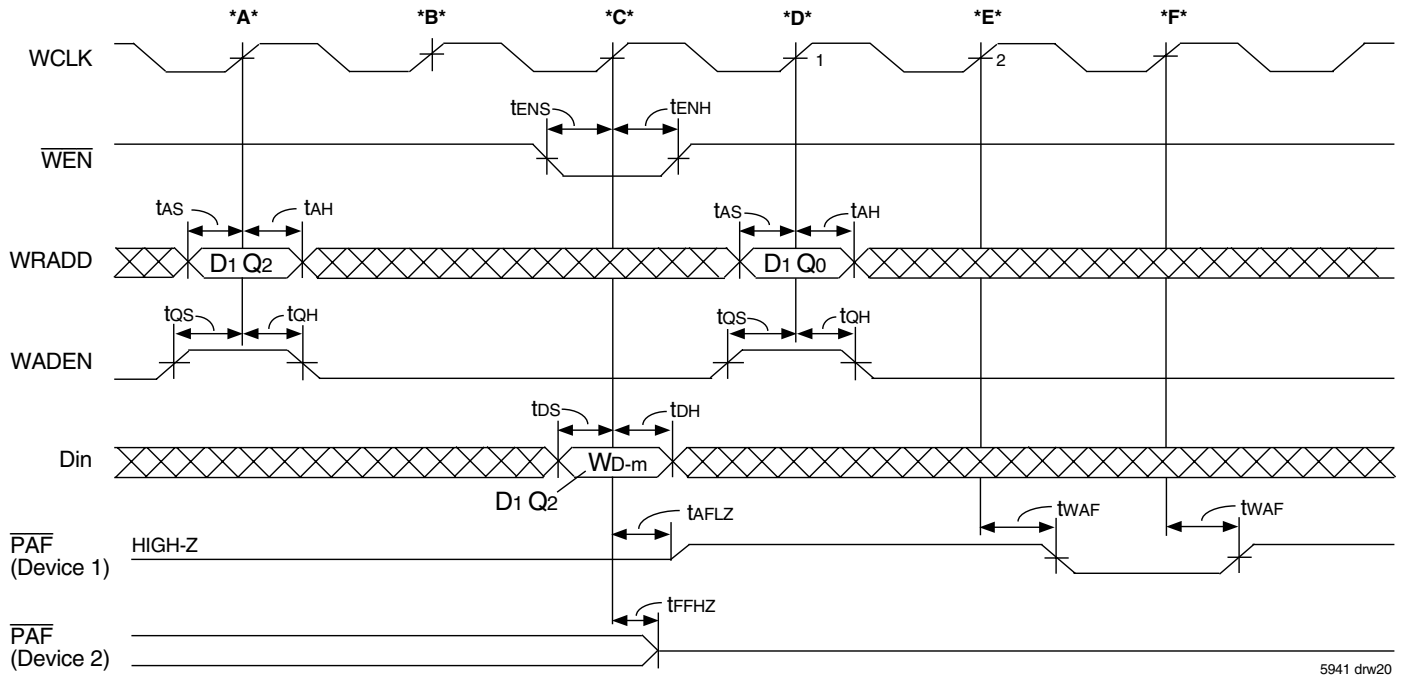 *A* *B* *C* *D* *E* *F*
WCLK 1 2
tENS tENH
WEN
tAS tAH tAS tAH
WRADD D1 Q2 D1 Q0
tQS tQH tQS tQH
WADEN
tDS tDH
Din WD-m
D1 Q2
tAFLZ tWAF tWAF
PAF HIGH-Z
(Device 1)
tFFHZ
PAF
(Device 2)
5941 drw20